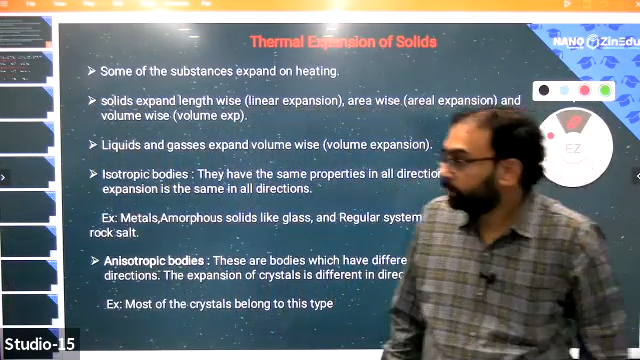 Thermal Expansion of Solids
NANO ZinEdu
➢ Some of the substances expand on heating.
➢ solids expand length wise (linear expansion), area wise (areal expansion) and
volume wise (volume exp).
➢ Liquids and gasses expand volume wise (volume expansion).
EZ
➢ Isotropic bodies : They have the same properties in all
expansion is the same in all directions.
Ex: Metals,Amorphous solids like glass, and Regular system
rock salt.
➢ Anisotropic bodies : These are bodies which have
directions. The expansion of crystals is different in
Ex: Most of the crystals belong to this type
Studio-15